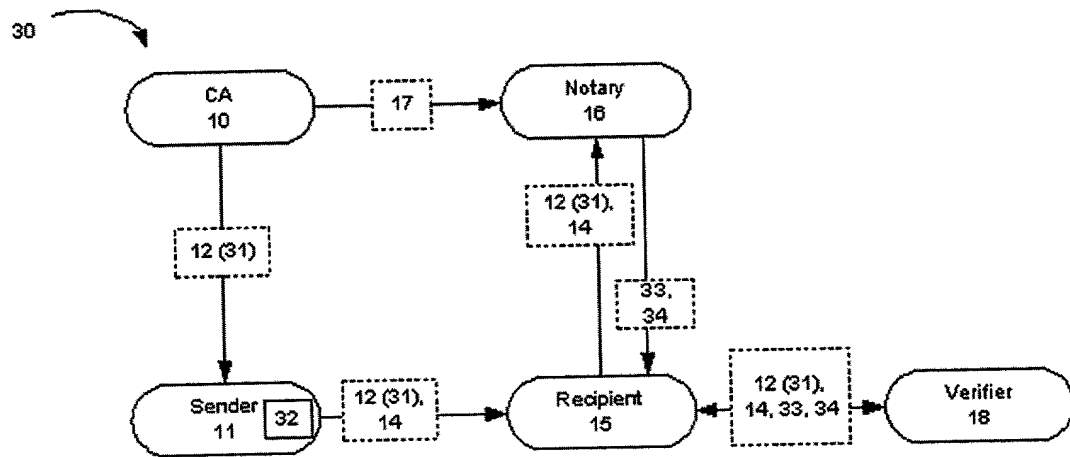 30
CA
10
17
Notary
16
12 (31)
12 (31),
14
33,
34
Sender
11
32
12 (31),
14
Recipient
15
12 (31),
14, 33, 34
Verifier
18